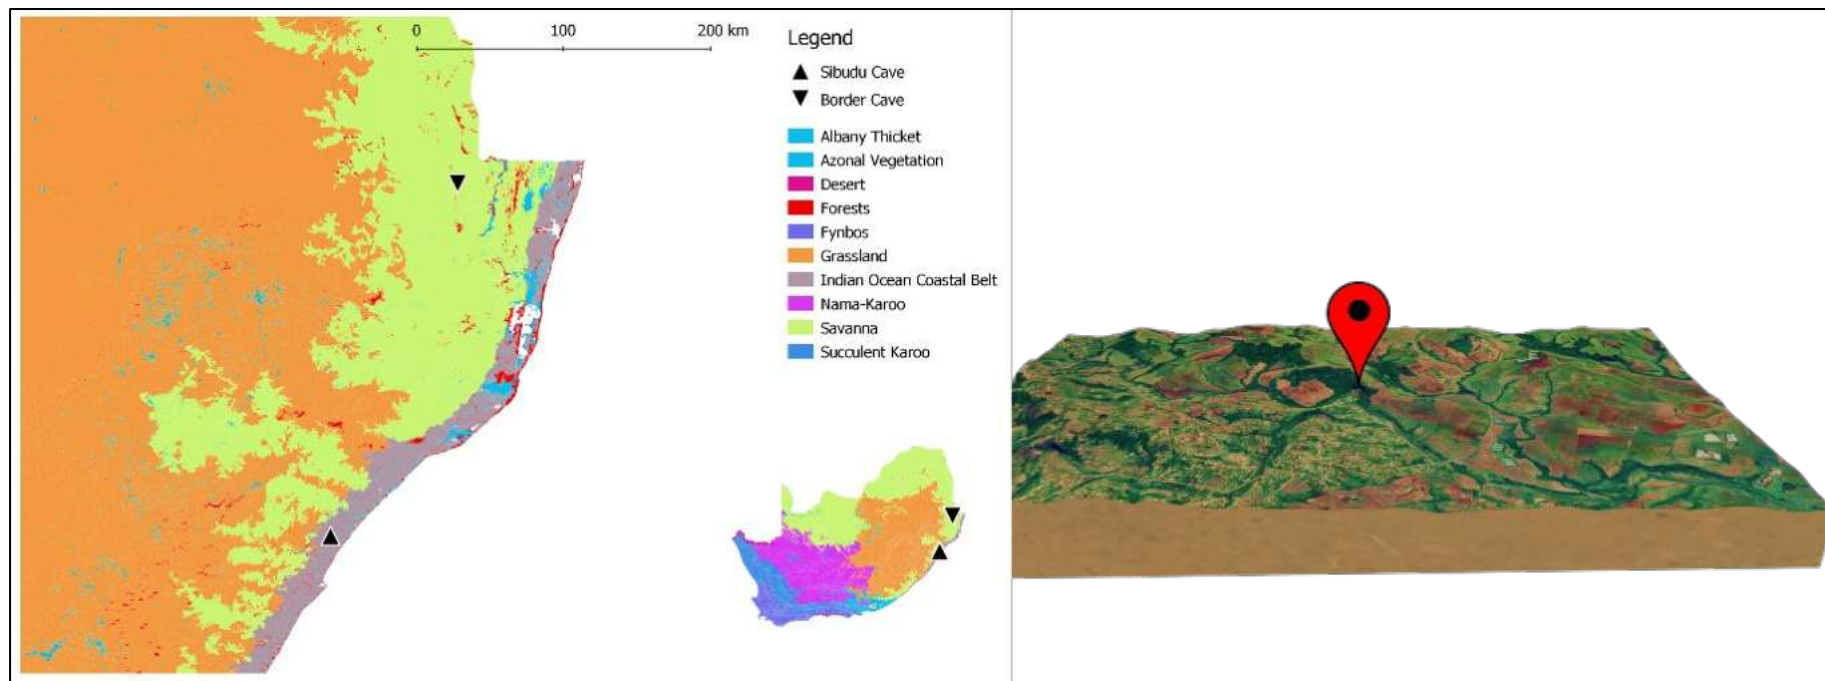 0 100 200 km
Legend
Sibudu Cave
Border Cave
Albany Thicket
Azonal Vegetation
Desert
Forests
Fynbos
Grassland
Indian Ocean Coastal Belt
Nama-Karoo
Savanna
Succulent Karoo